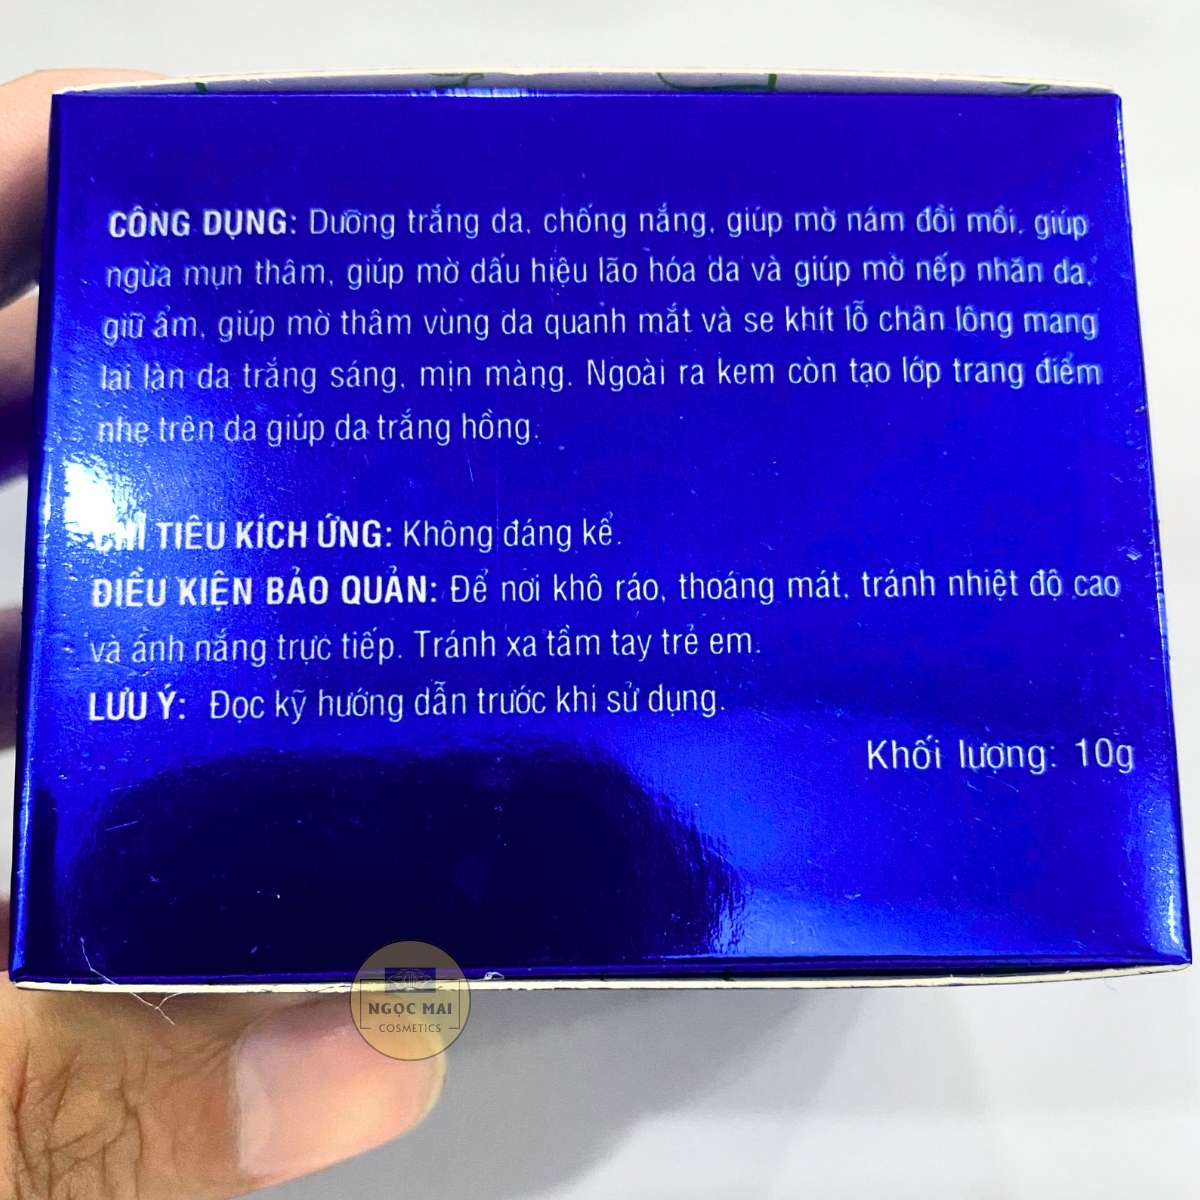 CÔNG DỤNG: Dưỡng trắng da, chống nắng, giúp mờ nám đồi mồi, giúp
ngừa mụn thâm, giúp mờ dấu hiệu lão hóa da và giúp mờ nếp nhăn da,
giữ ẩm, giúp mờ thâm vùng da quanh mắt và se khít lỗ chân lông mang
lại làn da trắng sáng, mịn màng. Ngoài ra kem còn tạo lớp trang điểm
nhẹ trên da giúp da trắng hồng.
CHỈ TIÊU KÍCH ỨNG: Không đáng kể.
ĐIỀU KIỆN BẢO QUẢN: Để nơi khô ráo, thoáng mát, tránh nhiệt độ cao
và ánh nắng trực tiếp. Tránh xa tầm tay trẻ em.
LƯU Ý: Đọc kỹ hướng dẫn trước khi sử dụng.
Khối lượng: 10g
NGỌC MAI
COSMETICS